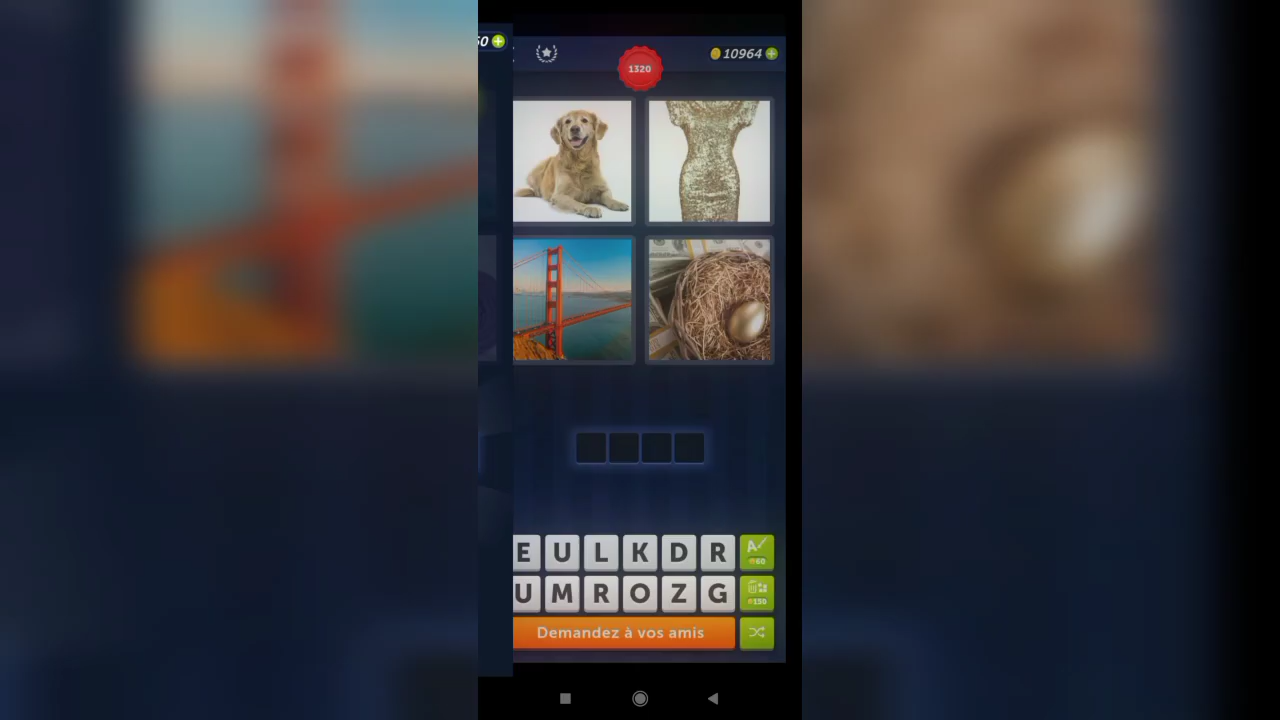 50
1320
10964
E U L K D R
A
60
U M R O Z G
150
Demandez à vos amis